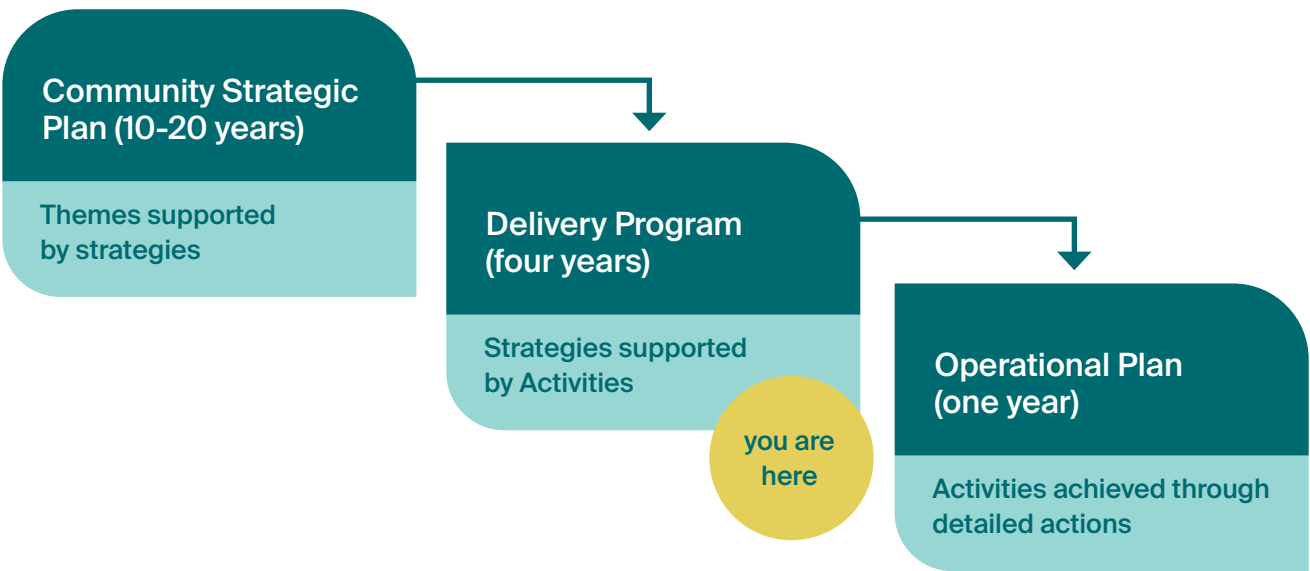 Community Strategic
Plan (10-20 years)
Themes supported
by strategies
Delivery Program
(four years)
Strategies supported
by Activities
you are
here
Operational Plan
(one year)
Activities achieved through
detailed actions